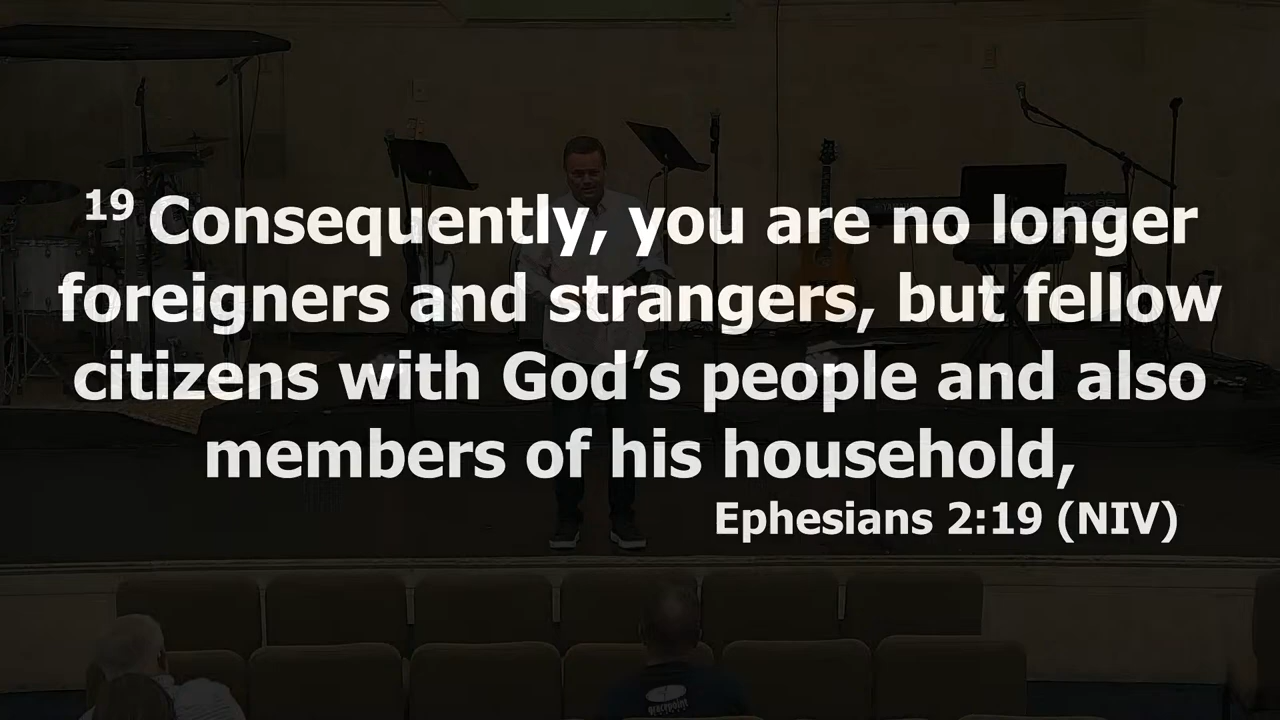 19 Consequently, you are no longer
foreigners and strangers, but fellow
citizens with God’s people and also
members of his household,
Ephesians 2:19 (NIV)